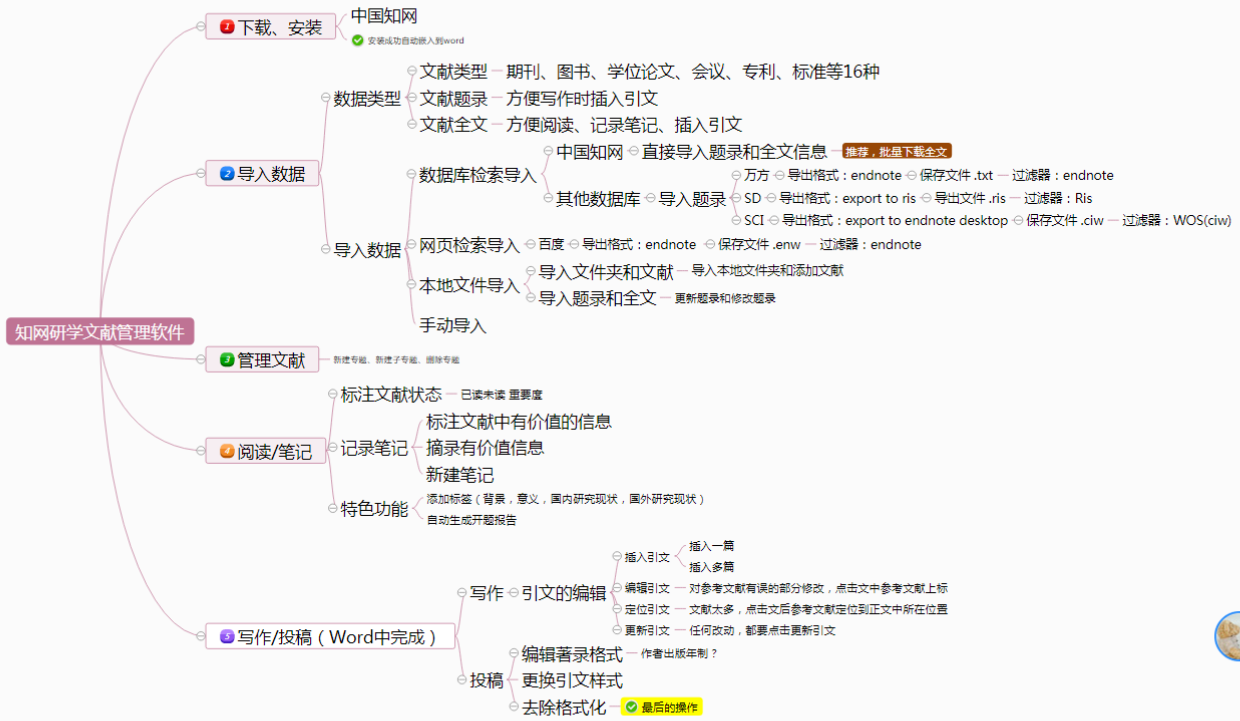 知网研学文献管理软件
1 下载、安装
中国知网
安装成功自动嵌入到word
2 导入数据
数据类型
文献类型 期刊、图书、学位论文、会议、专利、标准等16种
文献题录 方便写作时插入引文
文献全文 方便阅读、记录笔记、插入引文
导入数据
数据库检索导入
中国知网 直接导入题录和全文信息 推荐，批量下载全文
其他数据库 导入题录
万方 导出格式：endnote 保存文件 .txt 过滤器：endnote
SD 导出格式：export to ris 导出文件 .ris 过滤器：Ris
SCI 导出格式：export to endnote desktop 保存文件 .ciw 过滤器：WOS(ciw)
网页检索导入 百度 导出格式：endnote 保存文件 .enw 过滤器：endnote
本地文件导入
导入文件夹和文献 导入本地文件夹和添加文献
导入题录和全文 更新题录和修改题录
手动导入
3 管理文献 新建专题、新建子专题、删除专题
4 阅读/笔记
标注文献状态 已读未读 重要度
记录笔记
标注文献中有价值的信息
摘录有价值信息
新建笔记
特色功能
添加标签（背景，意义，国内研究现状，国外研究现状）
自动生成开题报告
5 写作/投稿（Word中完成）
写作 引文的编辑
插入引文
插入一篇
插入多篇
编辑引文 对参考文献有误的部分修改，点击文中参考文献上标
定位引文 文献太多，点击文后参考文献定位到正文中所在位置
更新引文 任何改动，都要点击更新引文
投稿
编辑著录格式 作者出版年制？
更换引文样式
去除格式化 最后的操作